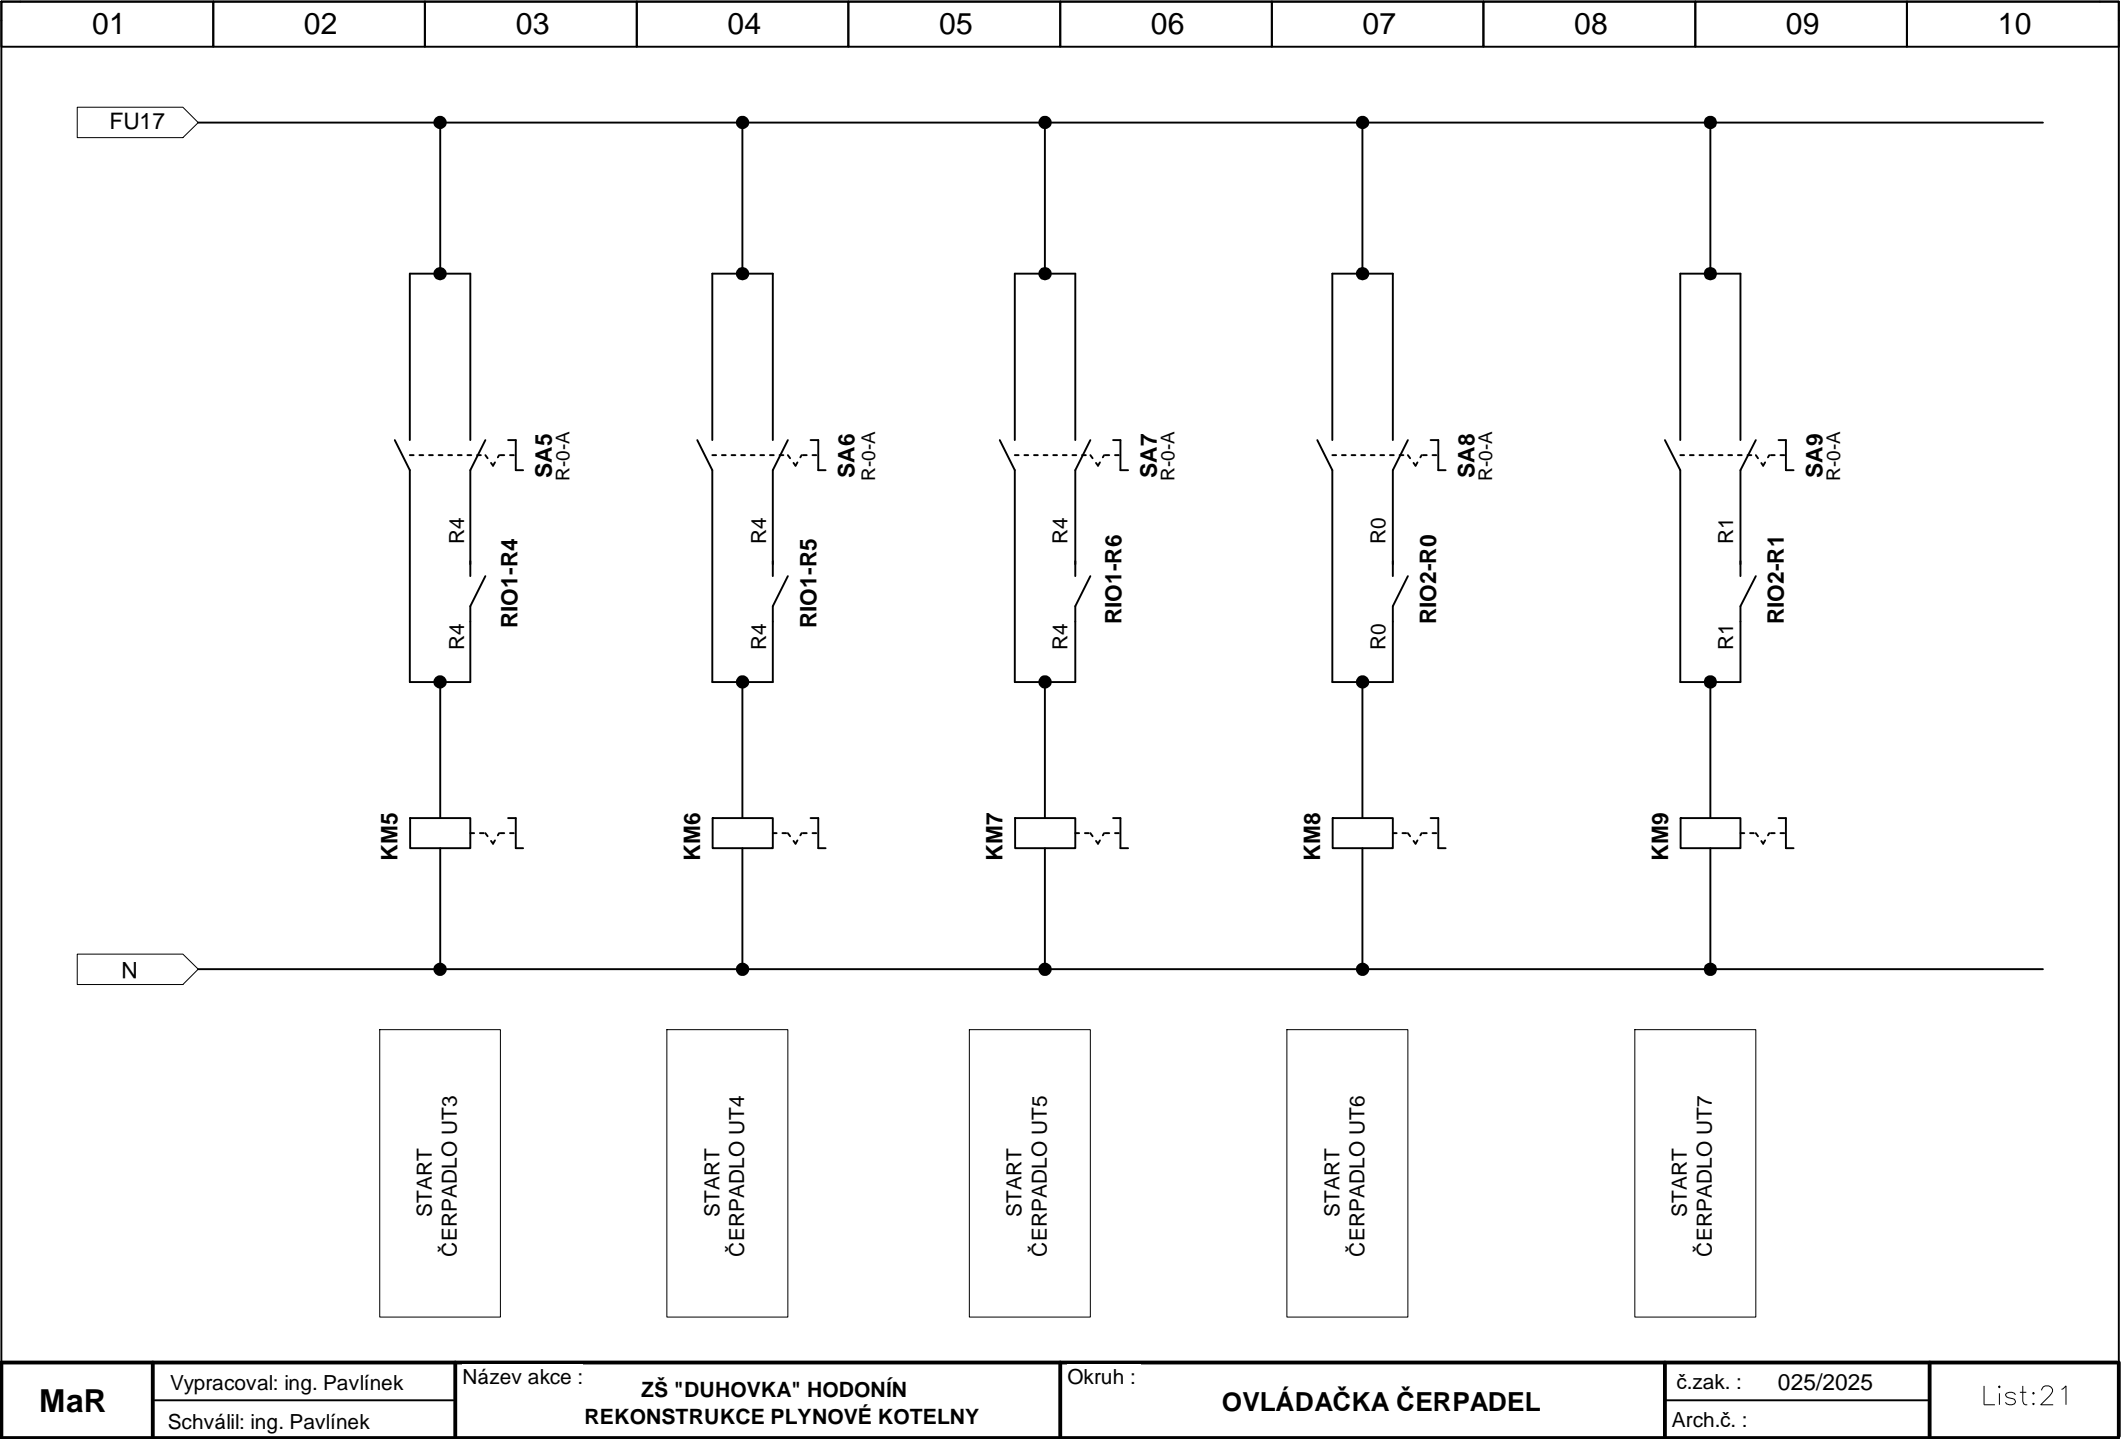 01 02 03 04 05 06 07 08 09 10
FU17
SA5
R-0-A
SA6
R-0-A
SA7
R-0-A
SA8
R-0-A
SA9
R-0-A
R4
R4
R4
R0
R1
RIO1-R4
RIO1-R5
RIO1-R6
RIO2-R0
RIO2-R1
R4
R4
R4
R0
R1
KM5
KM6
KM7
KM8
KM9
N
START
ČERPADLO UT3
START
ČERPADLO UT4
START
ČERPADLO UT5
START
ČERPADLO UT6
START
ČERPADLO UT7
MaR
Vypracoval: ing. Pavlínek
Schválil: ing. Pavlínek
Název akce :
ZŠ "DUHOVKA" HODONÍN
REKONSTRUKCE PLYNOVÉ KOTELNY
Okruh :
OVLÁDAČKA ČERPADEL
č.zak. : 025/2025
Arch.č. :
List:21